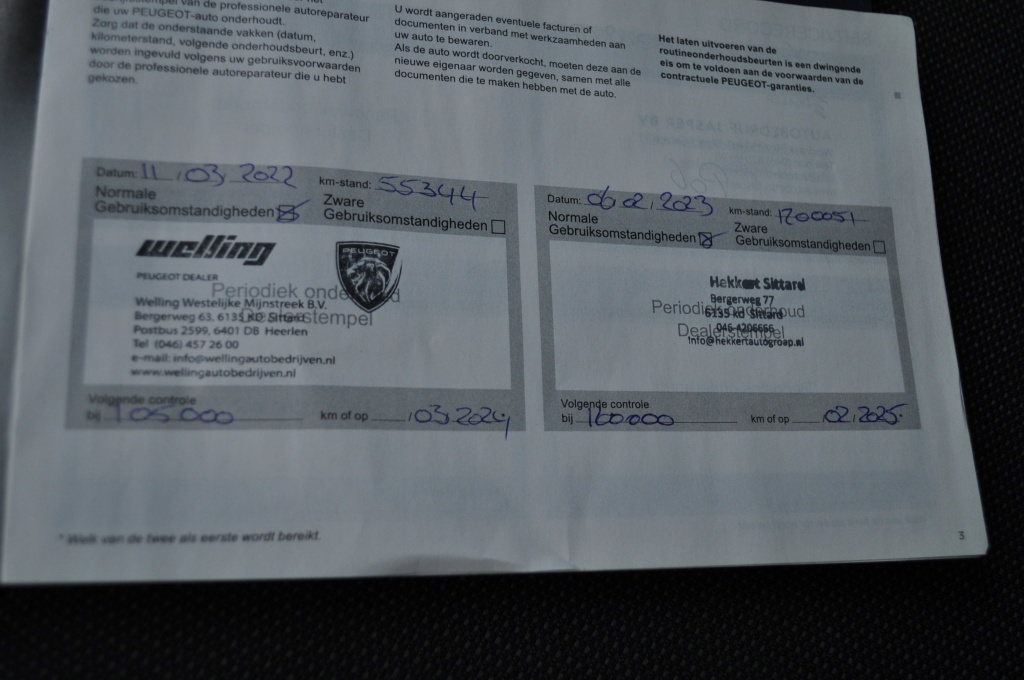 van de professionele autoreparateur
die uw PEUGEOT-auto onderhoudt.
Zorg dat de onderstaande vakken (datum,
kilometerstand, volgende onderhoudsbeurt, enz.)
worden ingevuld volgens uw gebruiksvoorwaarden
door de professionele autoreparateur die u hebt
gekozen.
U wordt aangeraden eventuele facturen of
documenten in verband met werkzaamheden aan
uw auto te bewaren.
Als de auto wordt doorverkocht, moeten deze aan de
nieuwe eigenaar worden gegeven, samen met alle
documenten die te maken hebben met de auto.
Het laten uitvoeren van de
routineonderhoudsbeurten is een dwingende
eis om te voldoen aan de voorwaarden van de
contractuele PEUGEOT-garanties.
Datum: 11/03/2022 km-stand: 55344
Normale Zware
Gebruiksomstandigheden Gebruiksomstandigheden
welling
PEUGEOT
PEUGEOT DEALER
Periodiek onderhoud
Welling Westelijke Mijnstreek B.V.
Bergerweg 63, 6135 KD Sittard
Dealerstempel
Postbus 2599, 6401 DB Heerlen
Tel (046) 457 26 00
e-mail: info@wellingautobedrijven.nl
www.wellingautobedrijven.nl
Volgende controle
bij 105.000 km of op /03/2024
Datum: 06 02/2023 km-stand:
Normale Zware
Gebruiksomstandigheden Gebruiksomstandigheden
Hekkert Sittard
Bergerweg 77
Periodiek onderhoud
6135 kd Sittard
Dealerstempel
046-4206666
info@hekkertautogroep.nl
Volgende controle
bij 160.000 km of op /02/2025
* Welk van de twee als eerste wordt bereikt.
3